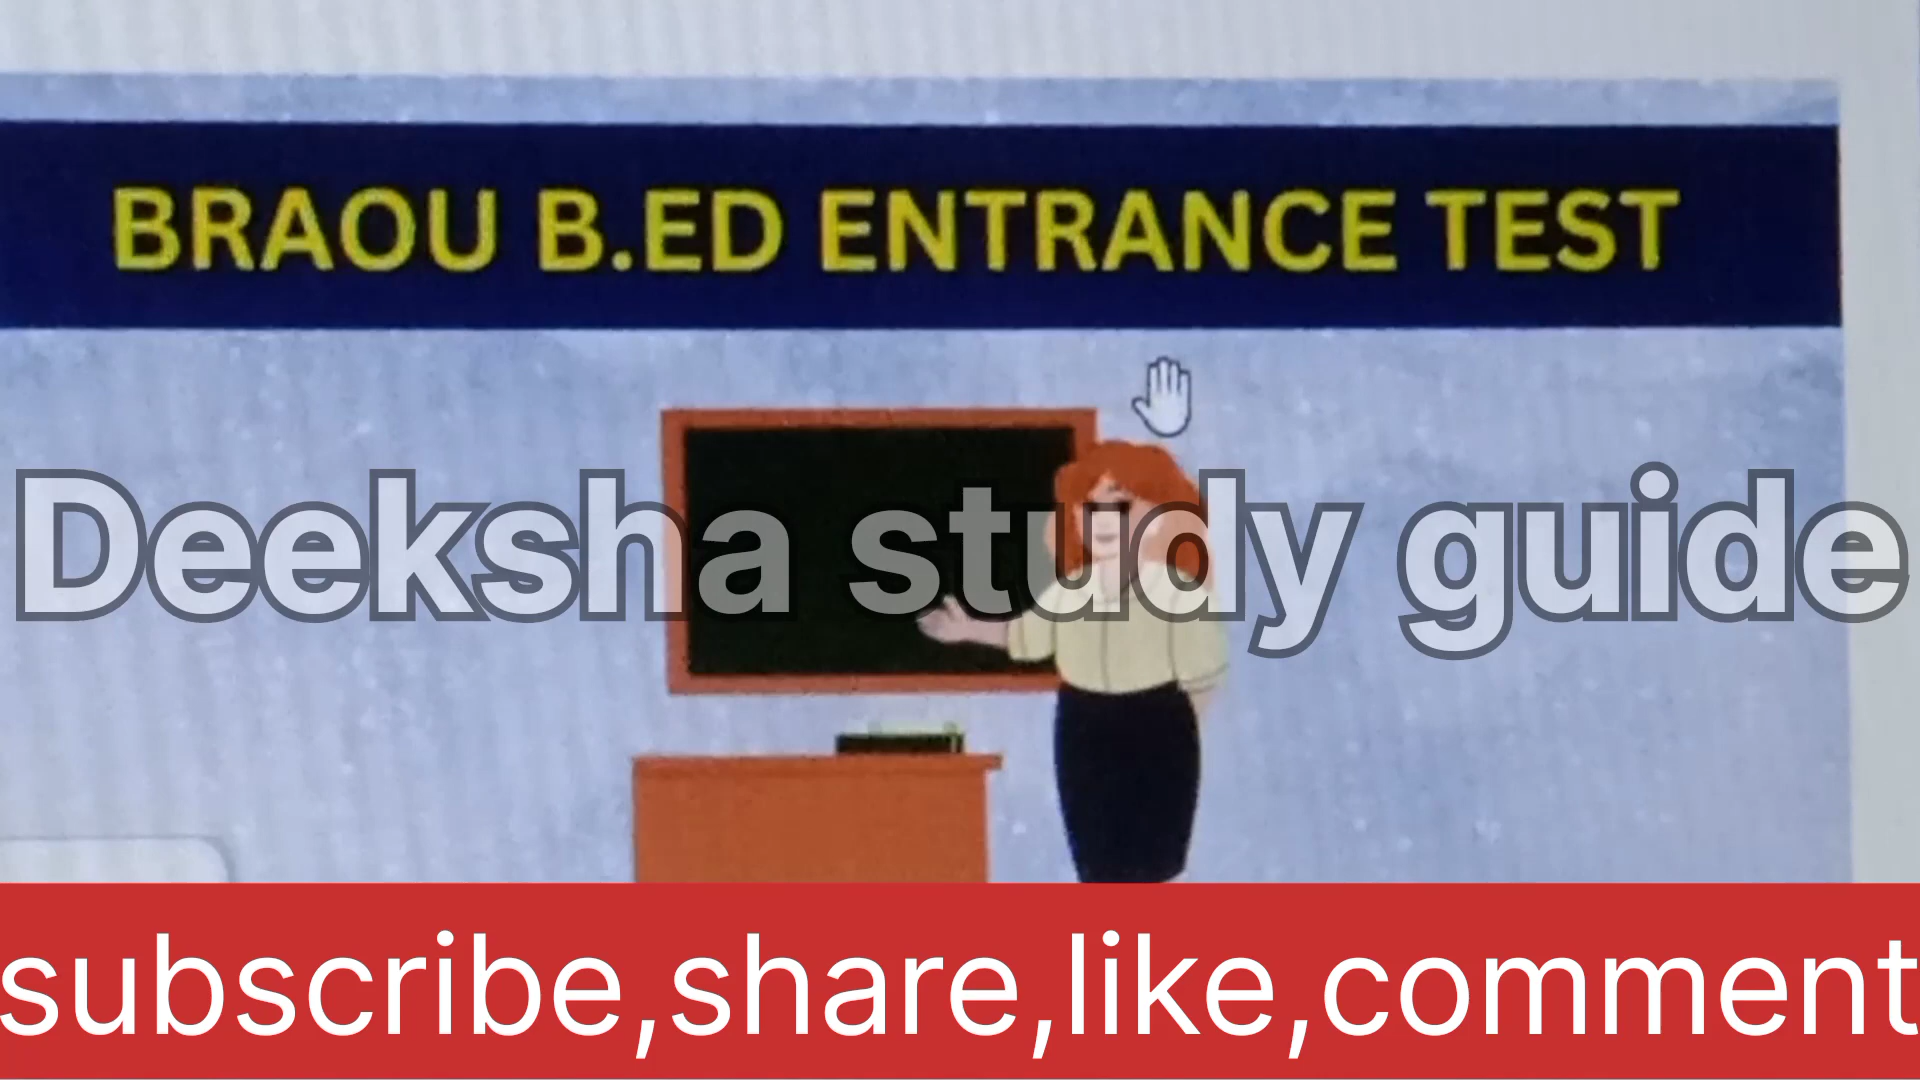 BRAOU B.ED ENTRANCE TEST
Deeksha study guide
subscribe,share,like,comment